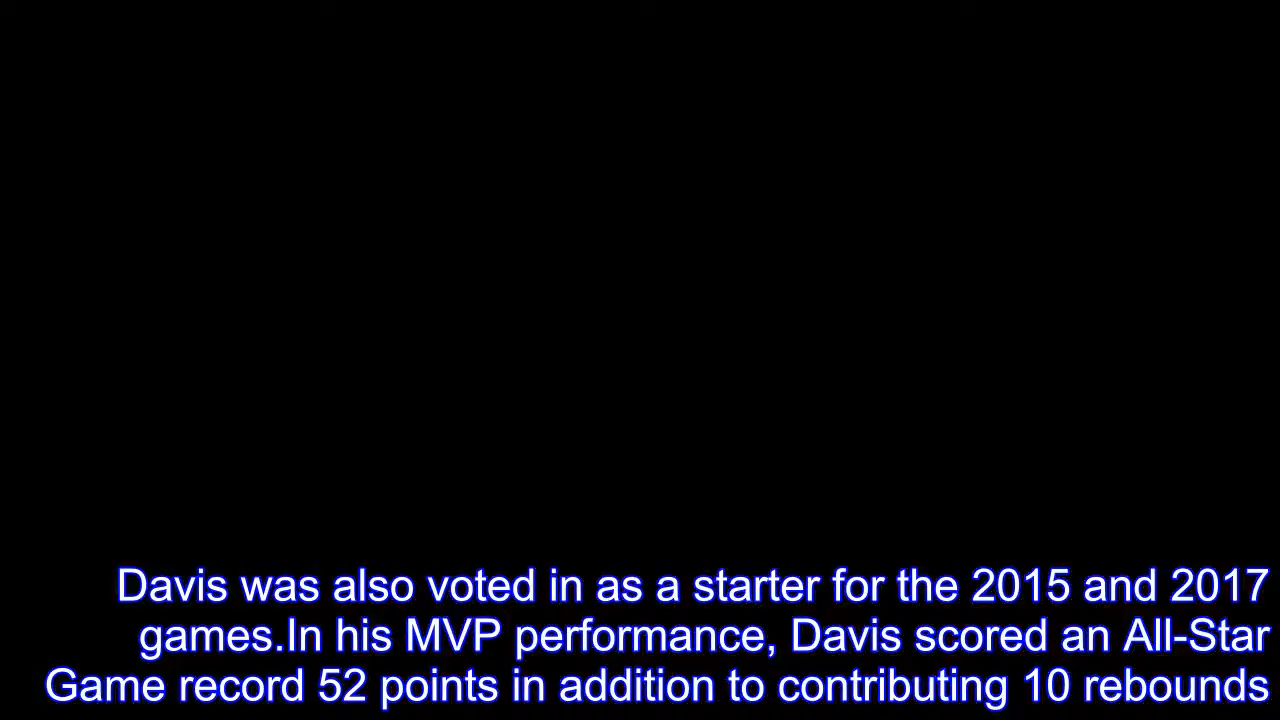 Davis was also voted in as a starter for the 2015 and 2017
games.In his MVP performance, Davis scored an All-Star
Game record 52 points in addition to contributing 10 rebounds